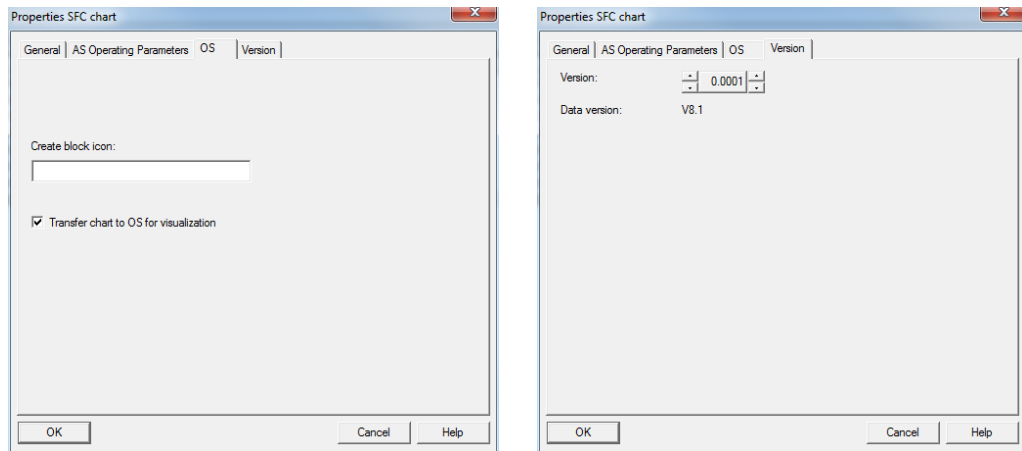 Properties SFC chart
General AS Operating Parameters OS Version
Create block icon:
Transfer chart to OS for visualization
OK Cancel Help
Properties SFC chart
General AS Operating Parameters OS Version
Version: 0.0001
Data version: V8.1
OK Cancel Help